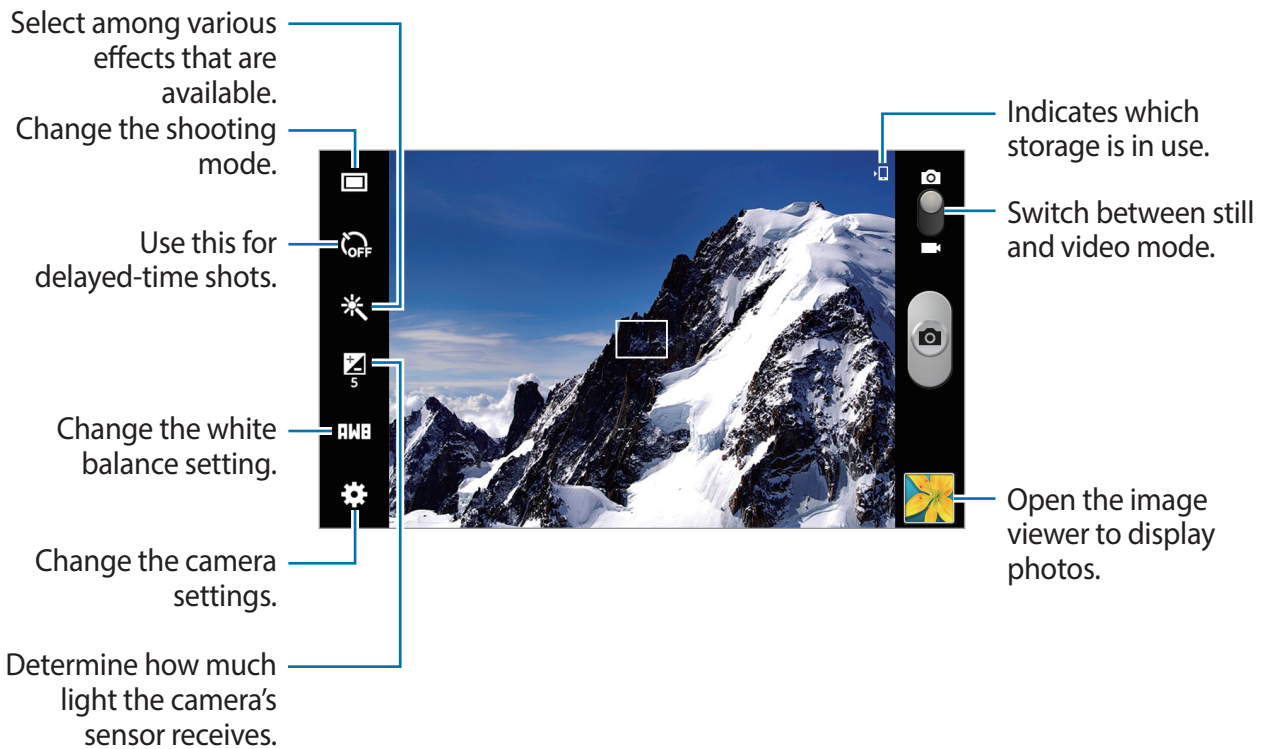 Select among various
effects that are
available.
Change the shooting
mode.
Use this for
delayed-time shots.
Change the white
balance setting.
Change the camera
settings.
Determine how much
light the camera’s
sensor receives.
OFF
5
AWB
Indicates which
storage is in use.
Switch between still
and video mode.
Open the image
viewer to display
photos.